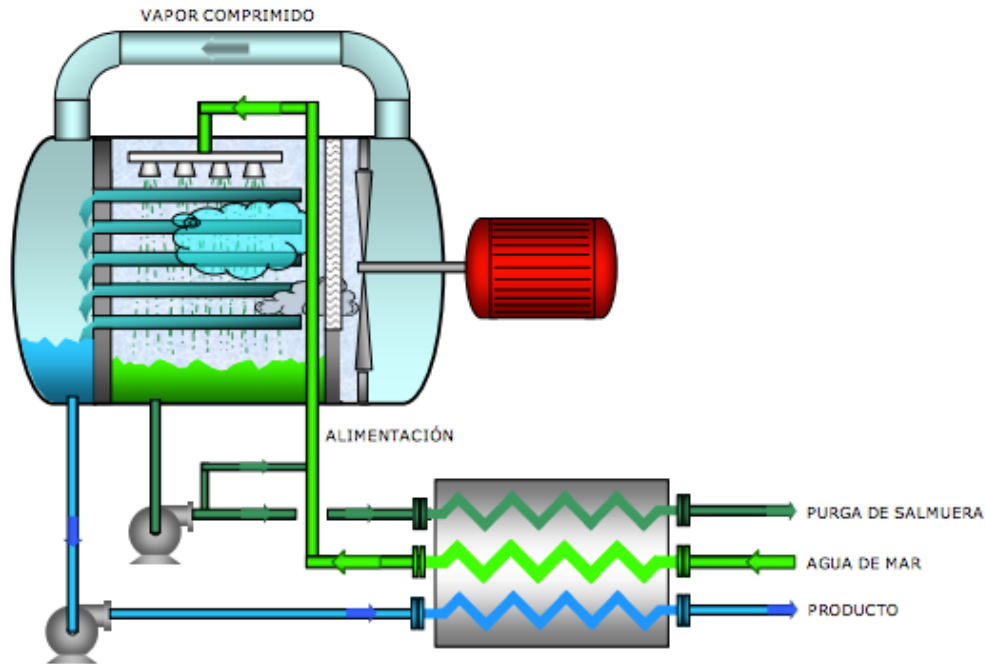 VAPOR COMPRIMIDO
ALIMENTACIÓN
PURGA DE SALMUERA
AGUA DE MAR
PRODUCTO